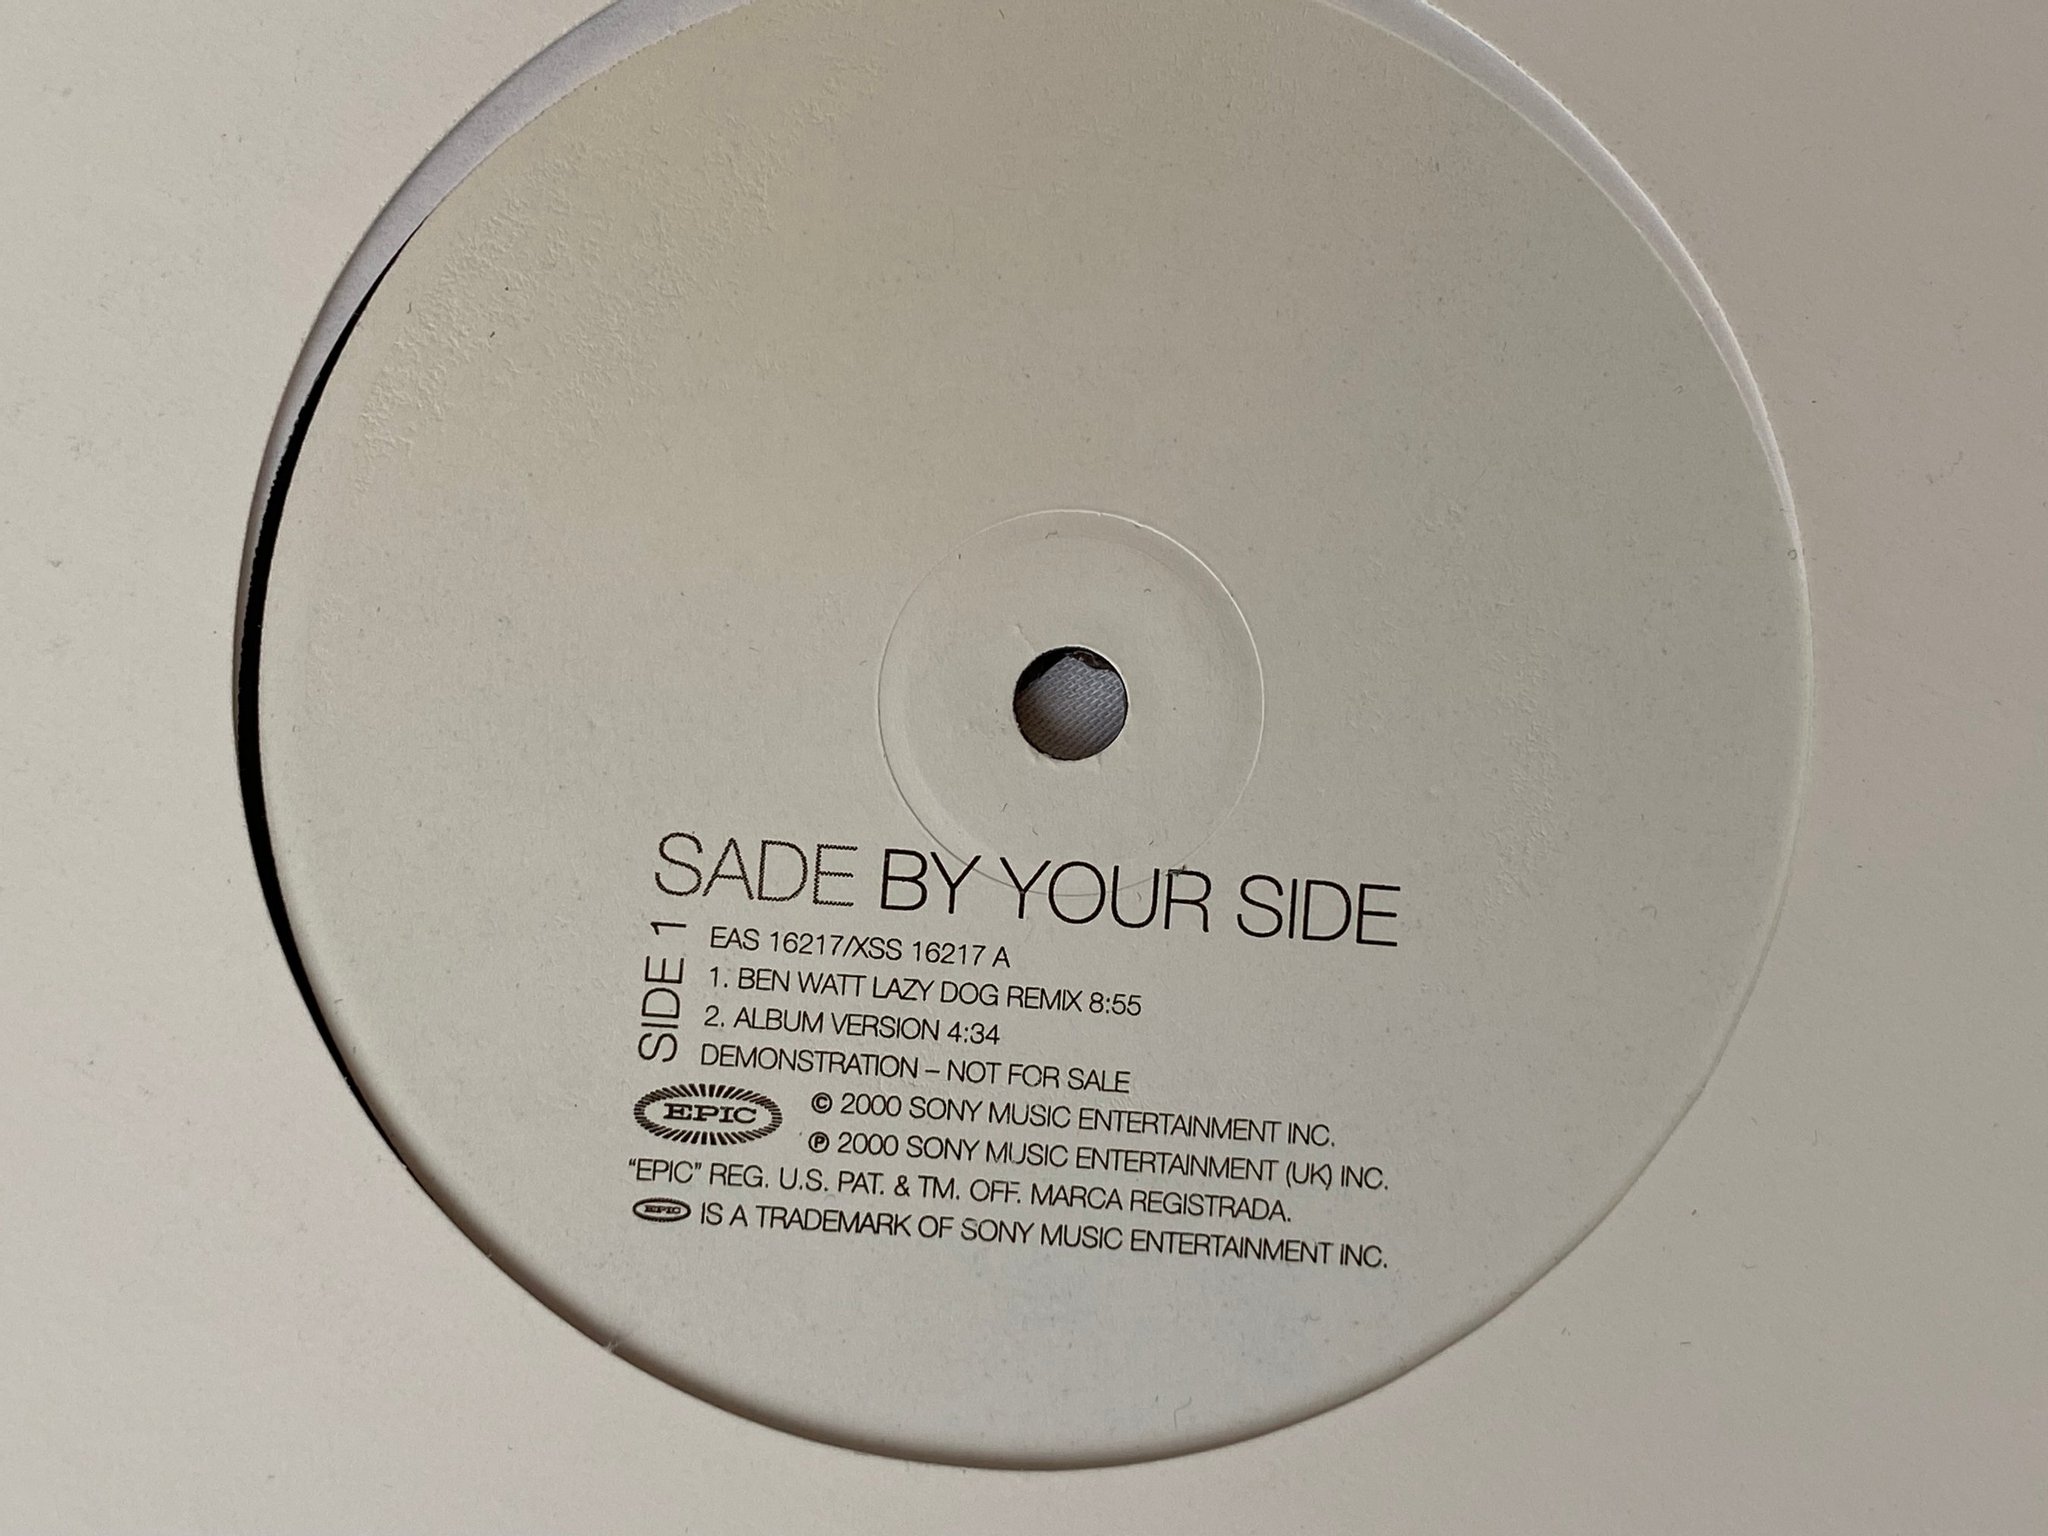 SADE BY YOUR SIDE
SIDE 1
EAS 16217/XSS 16217 A
1. BEN WATT LAZY DOG REMIX 8:55
2. ALBUM VERSION 4:34
DEMONSTRATION – NOT FOR SALE
EPIC
© 2000 SONY MUSIC ENTERTAINMENT INC.
℗ 2000 SONY MUSIC ENTERTAINMENT (UK) INC.
“EPIC” REG. U.S. PAT. & TM. OFF. MARCA REGISTRADA.
EPIC IS A TRADEMARK OF SONY MUSIC ENTERTAINMENT INC.